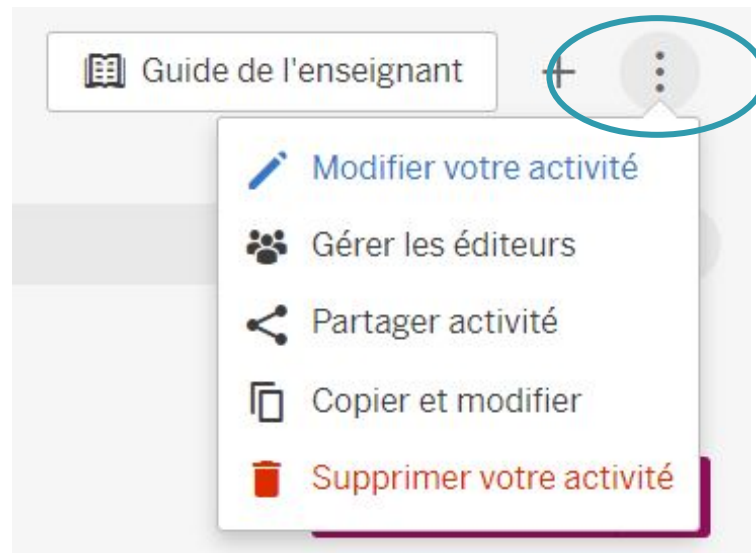 Guide de l'enseignant
Modifier votre activité
Gérer les éditeurs
Partager activité
Copier et modifier
Supprimer votre activité